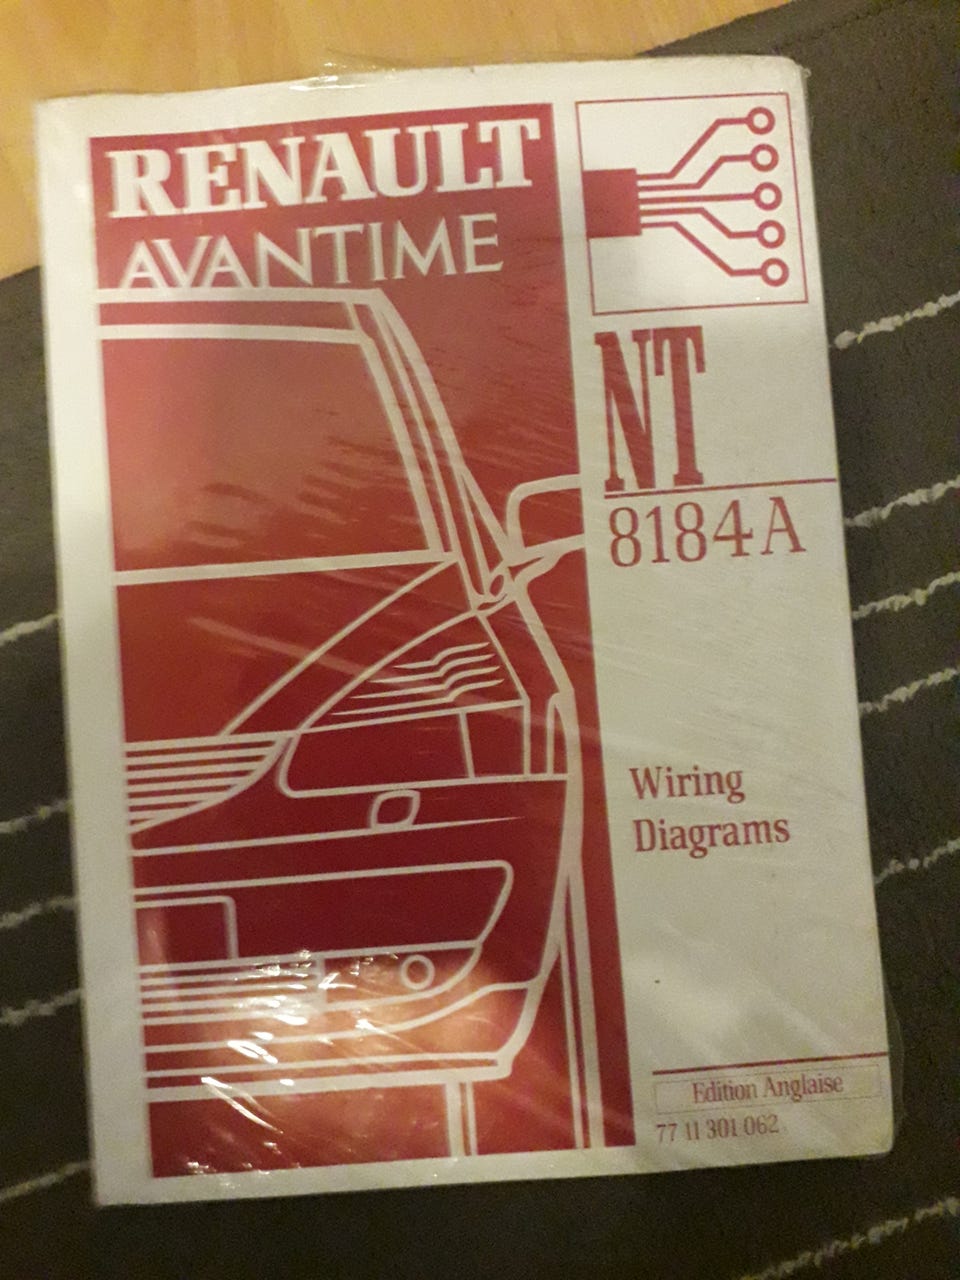 RENAULT
AVANTIME
NT
8184A
Wiring
Diagrams
Edition Anglaise
77 11 301 062